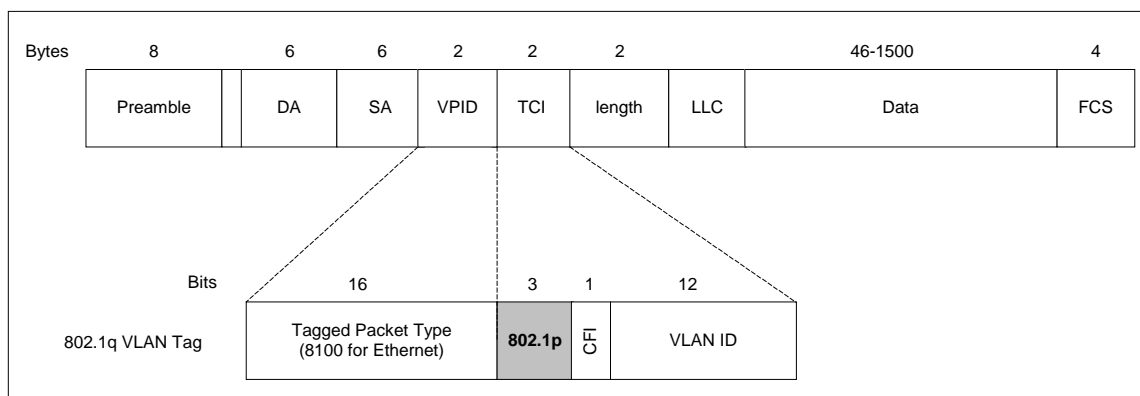 Bytes 8 6 6 2 2 2 46-1500 4
Preamble DA SA VPID TCI length LLC Data FCS
Bits 16 3 1 12
802.1q VLAN Tag
Tagged Packet Type
(8100 for Ethernet)
802.1p
CFI
VLAN ID